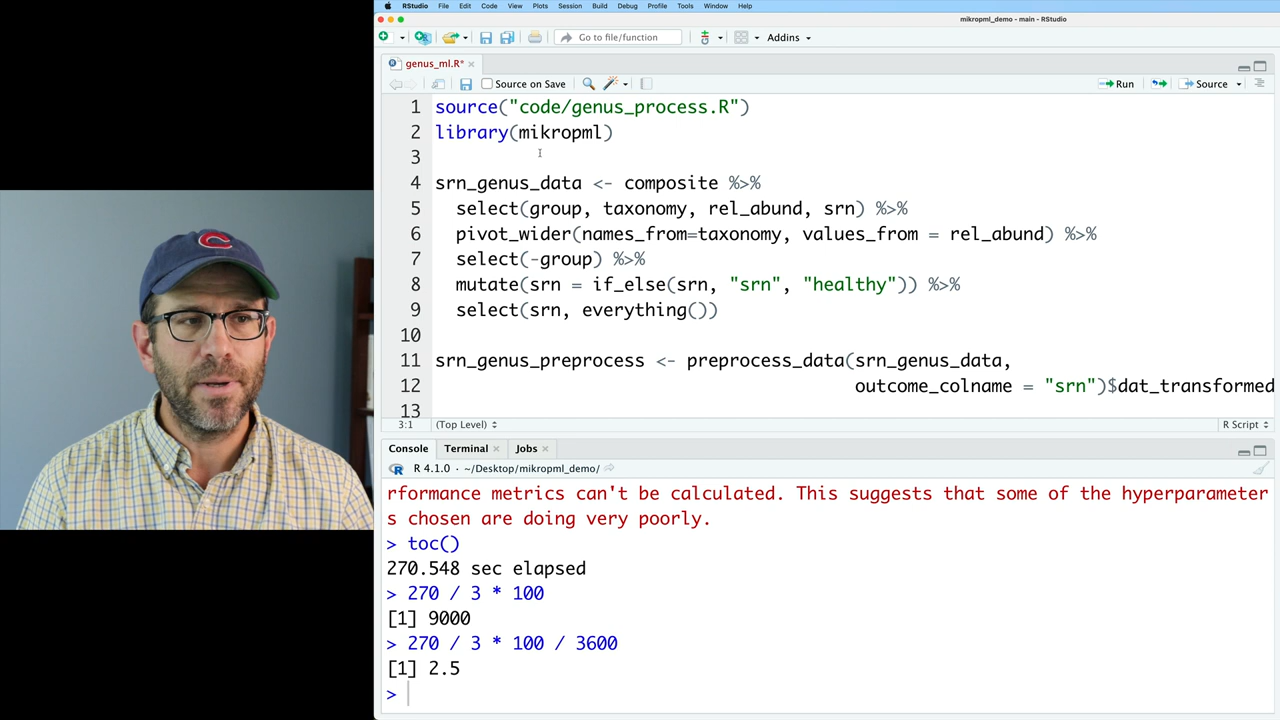 RStudio File Edit Code View Plots Session Build Debug Profile Tools Window Help
mikropml_demo - main - RStudio
Go to file/function Addins
genus_ml.R*
Source on Save Run Source
1 source("code/genus_process.R")
2 library(mikropml)
3
4 srn_genus_data <- composite %>%
5 select(group, taxonomy, rel_abund, srn) %>%
6 pivot_wider(names_from=taxonomy, values_from = rel_abund) %>%
7 select(-group) %>%
8 mutate(srn = if_else(srn, "srn", "healthy")) %>%
9 select(srn, everything())
10
11 srn_genus_preprocess <- preprocess_data(srn_genus_data,
12 outcome_colname = "srn")$dat_transformed
13
3:1 (Top Level) R Script
Console Terminal Jobs
R 4.1.0 · ~/Desktop/mikropml_demo/
rformance metrics can't be calculated. This suggests that some of the hyperparameter
s chosen are doing very poorly.
> toc()
270.548 sec elapsed
> 270 / 3 * 100
[1] 9000
> 270 / 3 * 100 / 3600
[1] 2.5
>